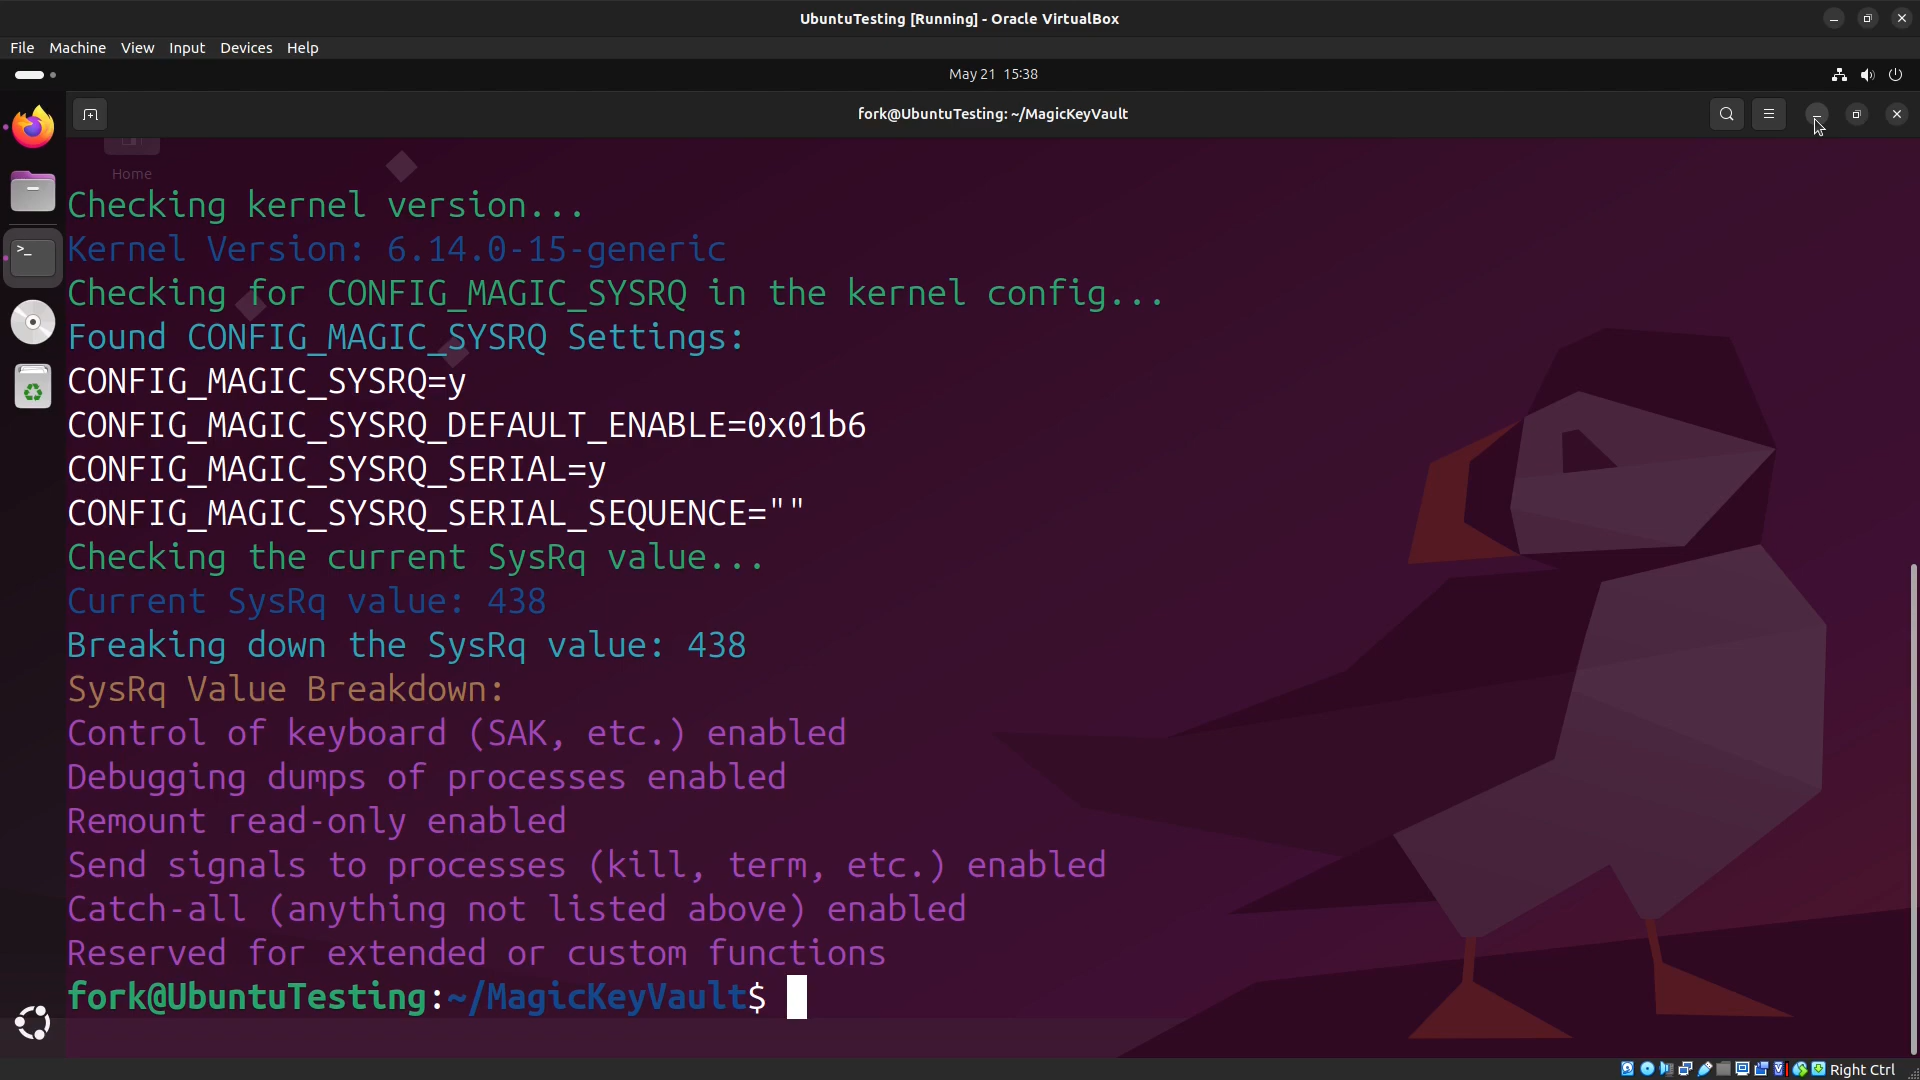 UbuntuTesting [Running] - Oracle VirtualBox
File Machine View Input Devices Help
May 21 15:38
fork@UbuntuTesting: ~/MagicKeyVault
Home
Checking kernel version...
Kernel Version: 6.14.0-15-generic
Checking for CONFIG_MAGIC_SYSRQ in the kernel config...
Found CONFIG_MAGIC_SYSRQ Settings:
CONFIG_MAGIC_SYSRQ=y
CONFIG_MAGIC_SYSRQ_DEFAULT_ENABLE=0x01b6
CONFIG_MAGIC_SYSRQ_SERIAL=y
CONFIG_MAGIC_SYSRQ_SERIAL_SEQUENCE=""
Checking the current SysRq value...
Current SysRq value: 438
Breaking down the SysRq value: 438
SysRq Value Breakdown:
Control of keyboard (SAK, etc.) enabled
Debugging dumps of processes enabled
Remount read-only enabled
Send signals to processes (kill, term, etc.) enabled
Catch-all (anything not listed above) enabled
Reserved for extended or custom functions
fork@UbuntuTesting:~/MagicKeyVault$
Right Ctrl